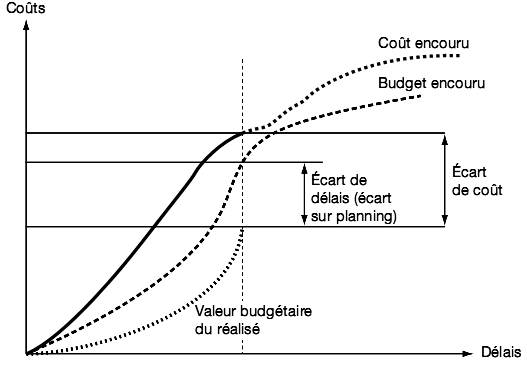 Coûts
Coût encouru
Budget encouru
Écart de
délais (écart
sur planning)
Écart
de coût
Valeur budgétaire
du réalisé
Délais